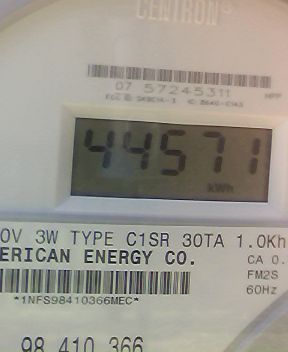 CENTRON®
07 57245311
44571
kWh
0V 3W TYPE C1SR 30TA 1.0Kh
ERICAN ENERGY CO.
CA 0.
FM2S
*1NFS98410366MEC*
60Hz
98 410 366